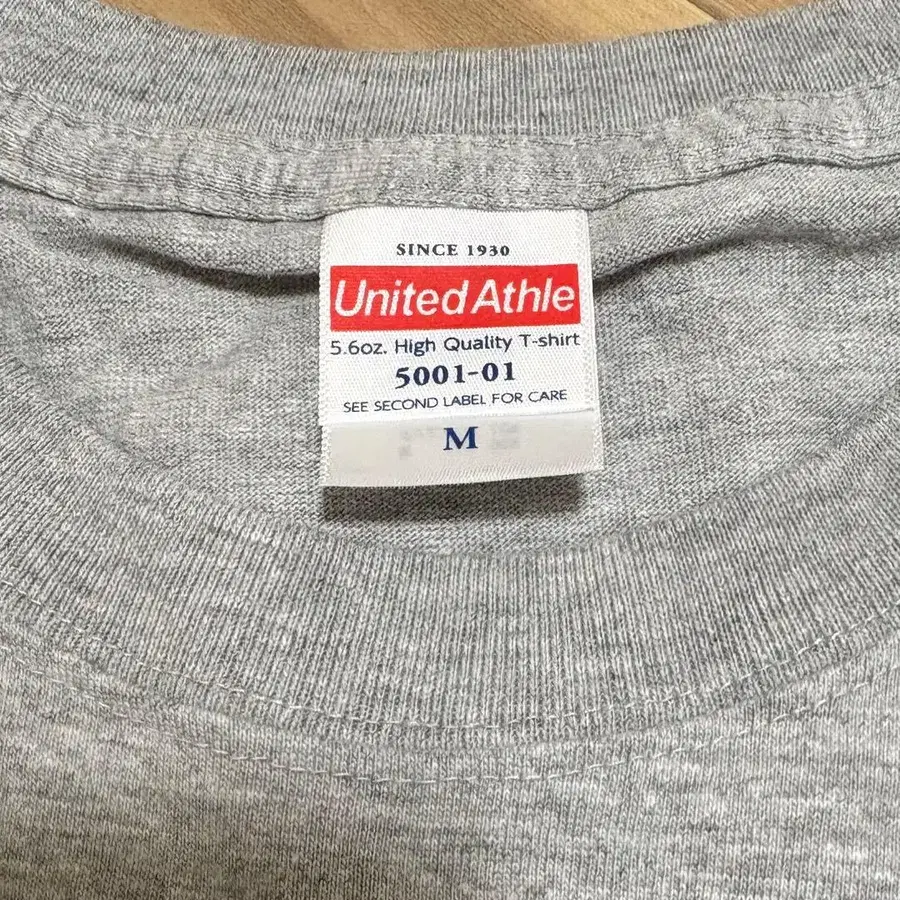 SINCE 1930
United Athle
5.6oz. High Quality T-shirt
5001-01
SEE SECOND LABEL FOR CARE
M